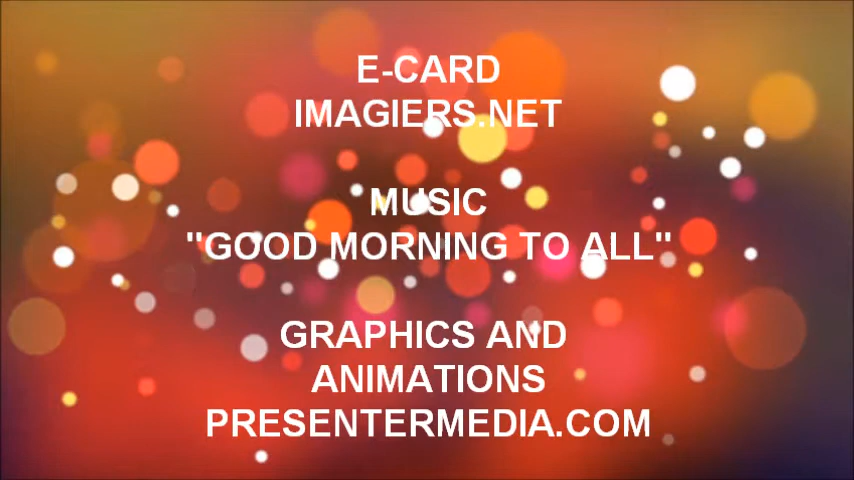 E-CARD
IMAGIERS.NET
MUSIC
"GOOD MORNING TO ALL"
GRAPHICS AND
ANIMATIONS
PRESENTERMEDIA.COM